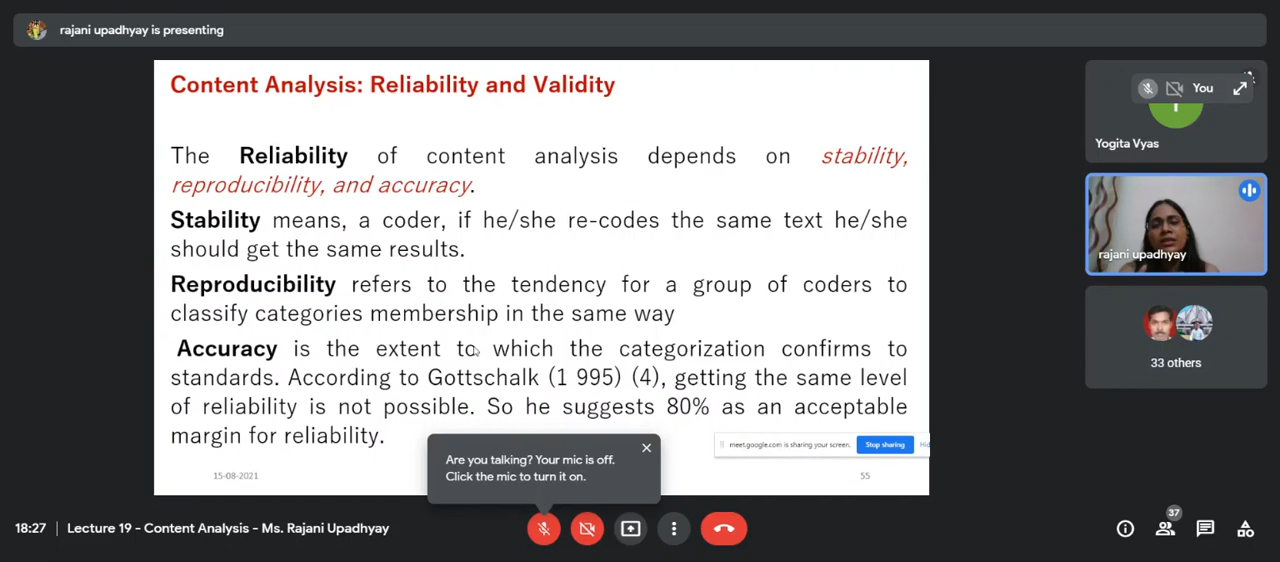 rajani upadhyay is presenting
Content Analysis: Reliability and Validity
The Reliability of content analysis depends on stability,
reproducibility, and accuracy.
Stability means, a coder, if he/she re-codes the same text he/she
should get the same results.
Reproducibility refers to the tendency for a group of coders to
classify categories membership in the same way
Accuracy is the extent to which the categorization confirms to
standards. According to Gottschalk (1 995) (4), getting the same level
of reliability is not possible. So he suggests 80% as an acceptable
margin for reliability.
meet.google.com is sharing your screen.
Stop sharing
15-08-2021
55
Are you talking? Your mic is off.
Click the mic to turn it on.
You
Yogita Vyas
rajani upadhyay
33 others
18:27
Lecture 19 - Content Analysis - Ms. Rajani Upadhyay
37